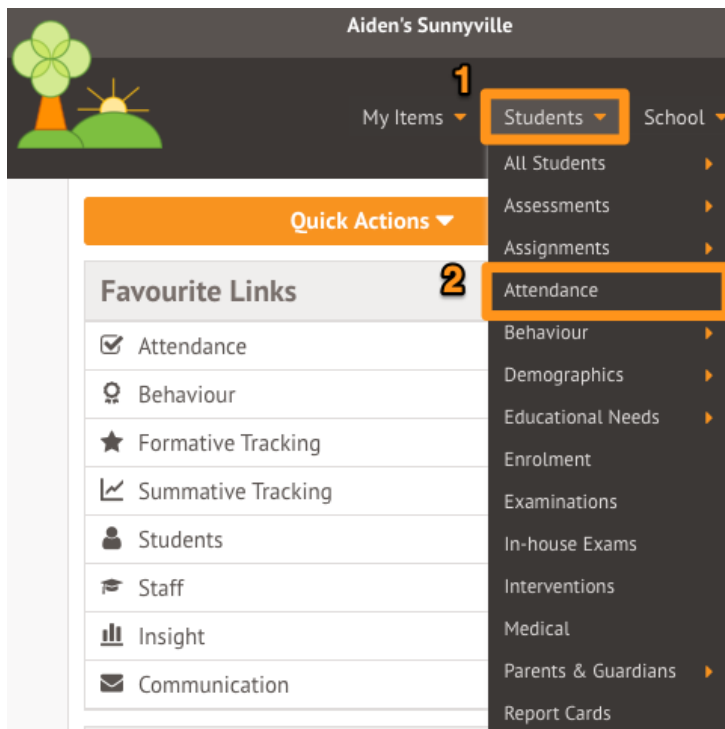 Aiden's Sunnyville
1
My Items Students School
All Students
Assessments
Assignments
2
Attendance
Behaviour
Demographics
Educational Needs
Enrolment
Examinations
In-house Exams
Interventions
Medical
Parents & Guardians
Report Cards
Quick Actions
Favourite Links
Attendance
Behaviour
Formative Tracking
Summative Tracking
Students
Staff
Insight
Communication